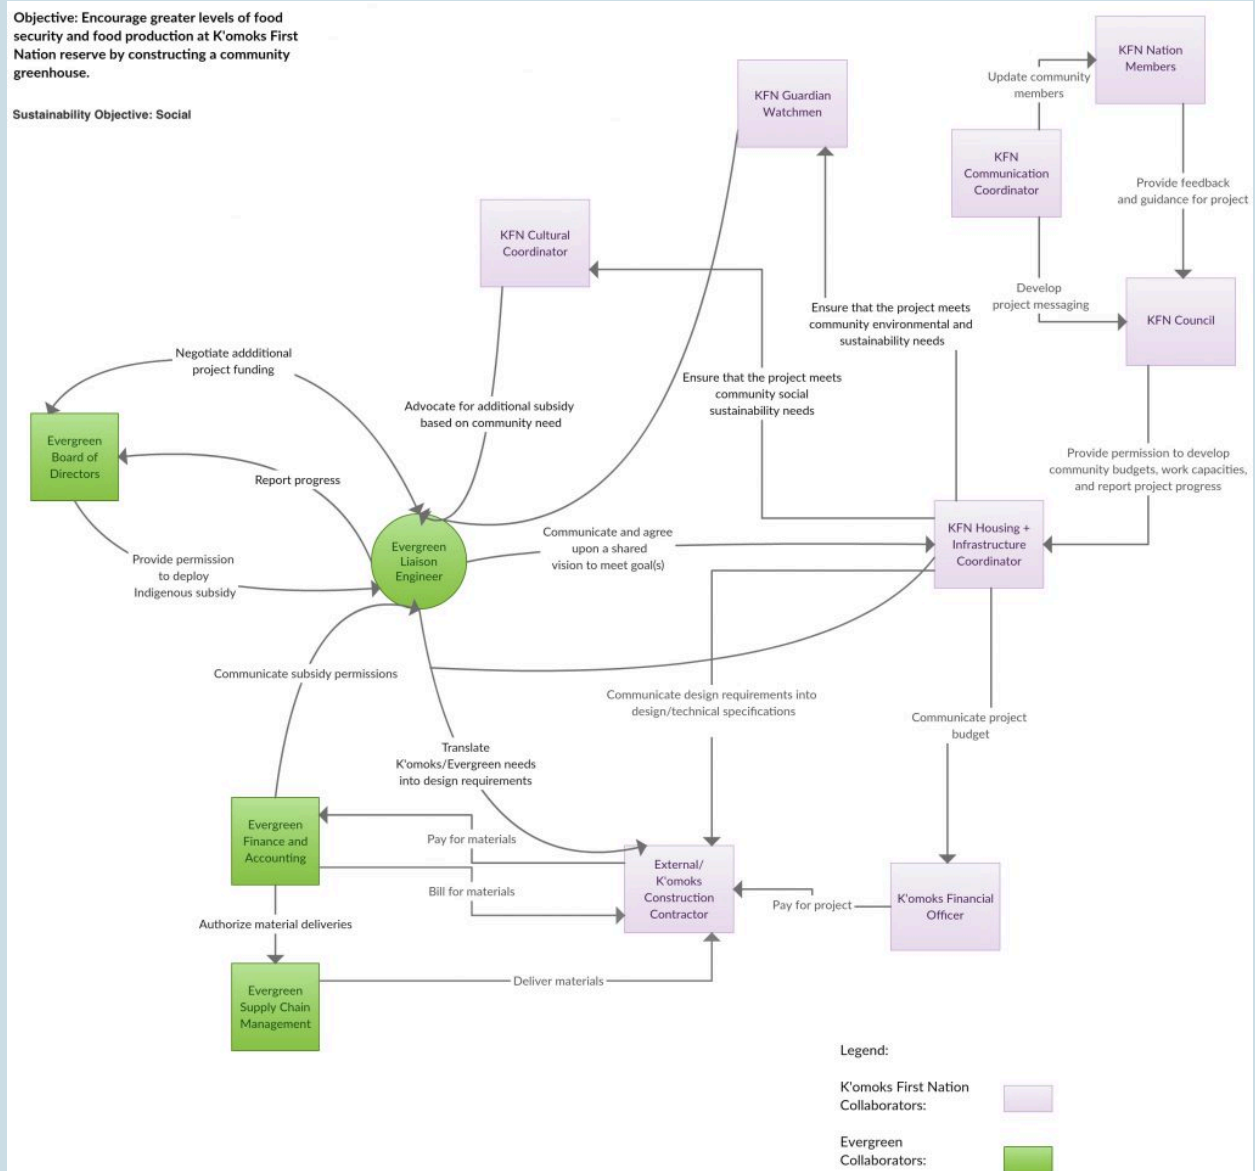 Objective: Encourage greater levels of food
security and food production at K'omoks First
Nation reserve by constructing a community
greenhouse.
Sustainability Objective: Social
KFN Nation
Members
Update community
members
KFN Guardian
Watchmen
KFN
Communication
Coordinator
Provide feedback
and guidance for project
KFN Cultural
Coordinator
Develop
project messaging
KFN Council
Ensure that the project meets
community environmental and
sustainability needs
Negotiate addditional
project funding
Ensure that the project meets
community social
sustainability needs
Advocate for additional subsidy
based on community need
Evergreen
Board of
Directors
Report progress
Provide permission to develop
community budgets, work capacities,
and report project progress
Evergreen
Liaison
Engineer
Communicate and agree
upon a shared
vision to meet goal(s)
KFN Housing +
Infrastructure
Coordinator
Provide permission
to deploy
Indigenous subsidy
Communicate subsidy permissions
Communicate design requirements into
design/technical specifications
Communicate project
budget
Translate
K'omoks/Evergreen needs
into design requirements
Evergreen
Finance and
Accounting
Pay for materials
Bill for materials
External/
K'omoks
Construction
Contractor
Pay for project
K'omoks Financial
Officer
Authorize material deliveries
Evergreen
Supply Chain
Management
Deliver materials
Legend:
K'omoks First Nation
Collaborators:
Evergreen
Collaborators: